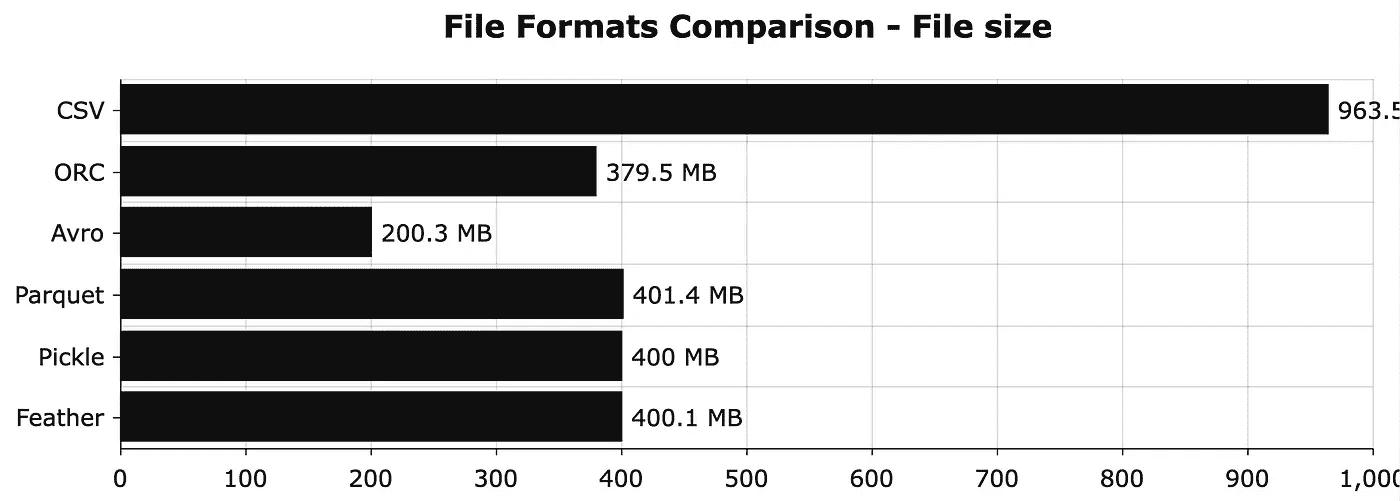 File Formats Comparison - File size
CSV 963.5
ORC 379.5 MB
Avro 200.3 MB
Parquet 401.4 MB
Pickle 400 MB
Feather 400.1 MB
0 100 200 300 400 500 600 700 800 900 1,000